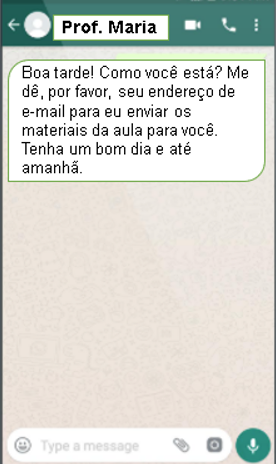 Prof. Maria
Boa tarde! Como você está? Me
dê, por favor, seu endereço de
e-mail para eu enviar os
materiais da aula para você.
Tenha um bom dia e até
amanhã.
Type a message